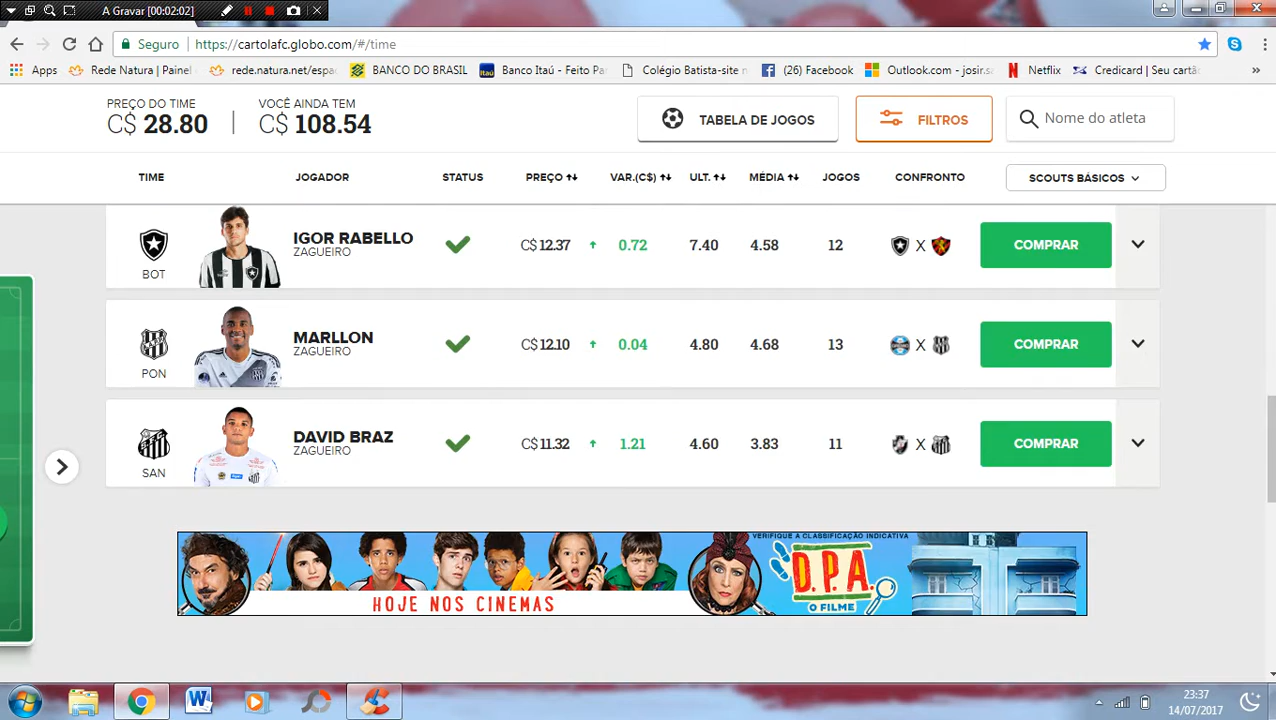 A Gravar [00:02:02]
Seguro | https://cartolafc.globo.com/#/time
Apps Rede Natura | Painel rede.natura.net/espa BANCO DO BRASIL Itaú Banco Itaú - Feito Pa Colégio Batista-site n (26) Facebook Outlook.com - josir.s Netflix Credicard | Seu cartã »
PREÇO DO TIME VOCÊ AINDA TEM
C$ 28.80 C$ 108.54
TABELA DE JOGOS FILTROS Nome do atleta
TIME JOGADOR STATUS PREÇO VAR.(C$) ULT. MÉDIA JOGOS CONFRONTO SCOUTS BÁSICOS
BOT IGOR RABELLO C$ 12.37 0.72 7.40 4.58 12 X COMPRAR
ZAGUEIRO
PON MARLLON C$ 12.10 0.04 4.80 4.68 13 X COMPRAR
ZAGUEIRO
SAN DAVID BRAZ C$ 11.32 1.21 4.60 3.83 11 X COMPRAR
ZAGUEIRO
VERIFIQUE A CLASSIFICAÇÃO INDICATIVA
D.P.A.
O FILME
HOJE NOS CINEMAS
23:37
14/07/2017